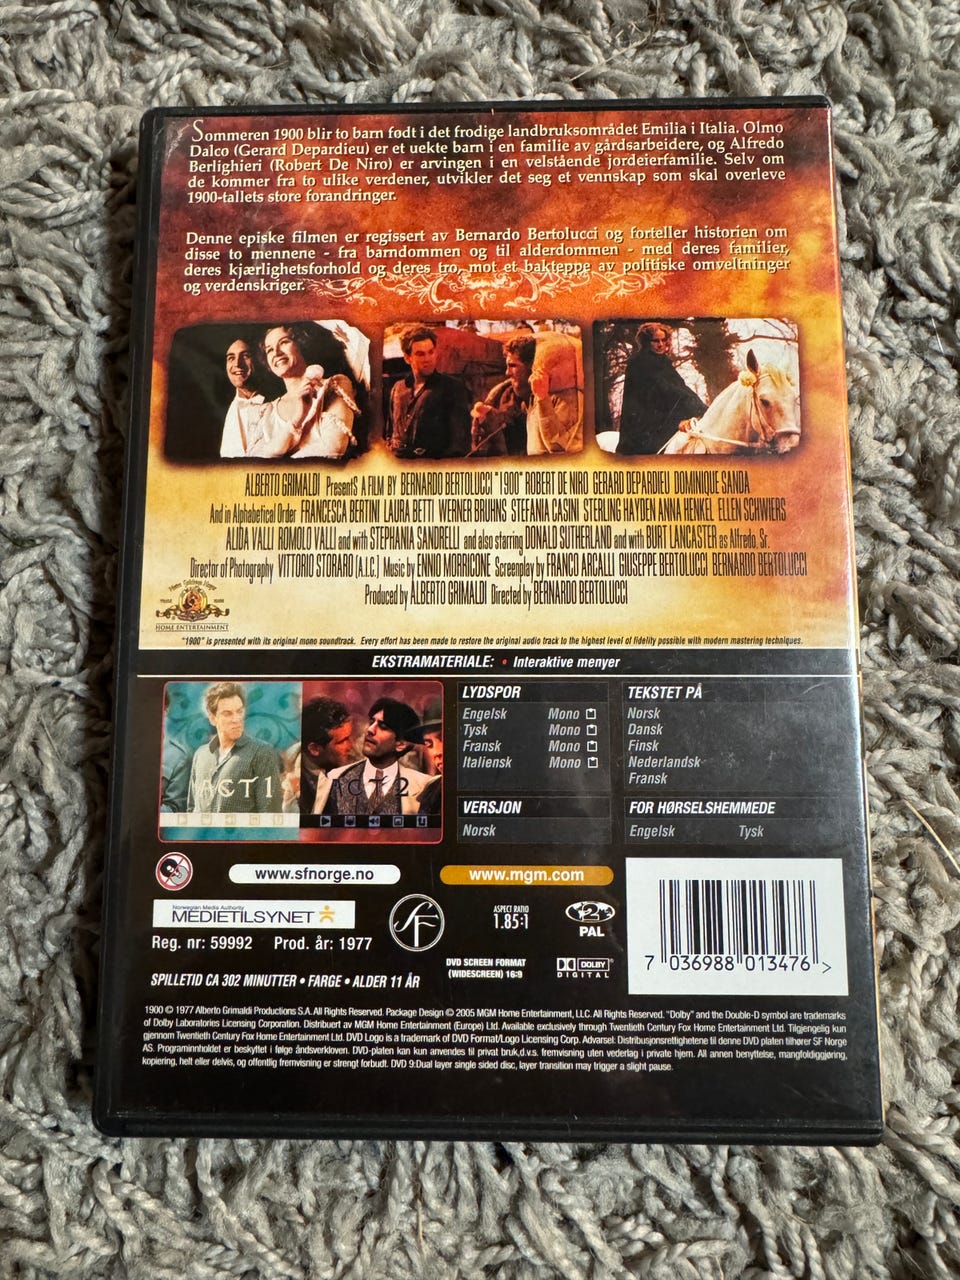 Sommeren 1900 blir to barn født i det frodige landbruksområdet Emilia i Italia. Olmo
Dalco (Gerard Depardieu) er et uekte barn i en familie av gårdsarbeidere, og Alfredo
Berlighieri (Robert De Niro) er arvingen i en velstående jordeierfamilie. Selv om
de kommer fra to ulike verdener, utvikler det seg et vennskap som skal overleve
1900-tallets store forandringer.
Denne episke filmen er regissert av Bernardo Bertolucci og forteller historien om
disse to mennene - fra barndommen og til alderdommen - med deres familier,
deres kjærlighetsforhold og deres tro, mot et bakteppe av politiske omveltninger
og verdenskriger.
ALBERTO GRIMALDI PresentS A FILM BY BERNARDO BERTOLUCCI "1900" ROBERT DE NIRO GERARD DEPARDIEU DOMINIQUE SANDA
And in Alphabetical Order FRANCESCA BERTINI LAURA BETTI WERNER BRUHNS STEFANIA CASINI STERLING HAYDEN ANNA HENKEL ELLEN SCHWIERS
ALIDA VALLI ROMOLO VALLI and with STEPHANIA SANDRELLI and also starring DONALD SUTHERLAND and with BURT LANCASTER as Alfredo, Sr.
Director of Photography VITTORIO STORARO (A.I.C.) Music by ENNIO MORRICONE Screenplay by FRANCO ARCALLI GIUSEPPE BERTOLUCCI BERNARDO BERTOLUCCI
Produced by ALBERTO GRIMALDI Directed by BERNARDO BERTOLUCCI
HOME ENTERTAINMENT
"1900" is presented with its original mono soundtrack. Every effort has been made to restore the original audio track to the highest level of fidelity possible with modern mastering techniques.
EKSTRAMATERIALE: • Interaktive menyer
ACT 1 ACT 2
LYDSPOR
Engelsk Mono
Tysk Mono
Fransk Mono
Italiensk Mono
TEKSTET PÅ
Norsk
Dansk
Finsk
Nederlandsk
Fransk
VERSJON
Norsk
FOR HØRSELSHEMMEDE
Engelsk Tysk
www.sfnorge.no
www.mgm.com
Norwegian Media Authority
MEDIETILSYNET
Reg. nr: 59992 Prod. år: 1977
SF
ASPECT RATIO
1.85:1
2
PAL
DVD SCREEN FORMAT
(WIDESCREEN) 16:9
DOLBY
DIGITAL
7 036988 013476 >
SPILLETID CA 302 MINUTTER • FARGE • ALDER 11 ÅR
1900 © 1977 Alberto Grimaldi Productions S.A. All Rights Reserved. Package Design © 2005 MGM Home Entertainment, LLC. All Rights Reserved. "Dolby" and the Double-D symbol are trademarks
of Dolby Laboratories Licensing Corporation. Distribuert av MGM Home Entertainment (Europe) Ltd. Available exclusively through Twentieth Century Fox Home Entertainment Ltd. Tilgjengelig kun
gjennom Twentieth Century Fox Home Entertainment Ltd. DVD Logo is a trademark of DVD Format/Logo Licensing Corp. Advarsel: Distribusjonsrettighetene til denne DVD platen tilhører SF Norge
AS. Programinnholdet er beskyttet i følge åndsverkloven. DVD-platen kan kun anvendes til privat bruk,d.v.s. fremvisning uten vederlag i private hjem. All annen benyttelse, mangfoldiggjøring,
kopiering, helt eller delvis, og offentlig fremvisning er strengt forbudt. DVD 9:Dual layer single sided disc, layer transition may trigger a slight pause.